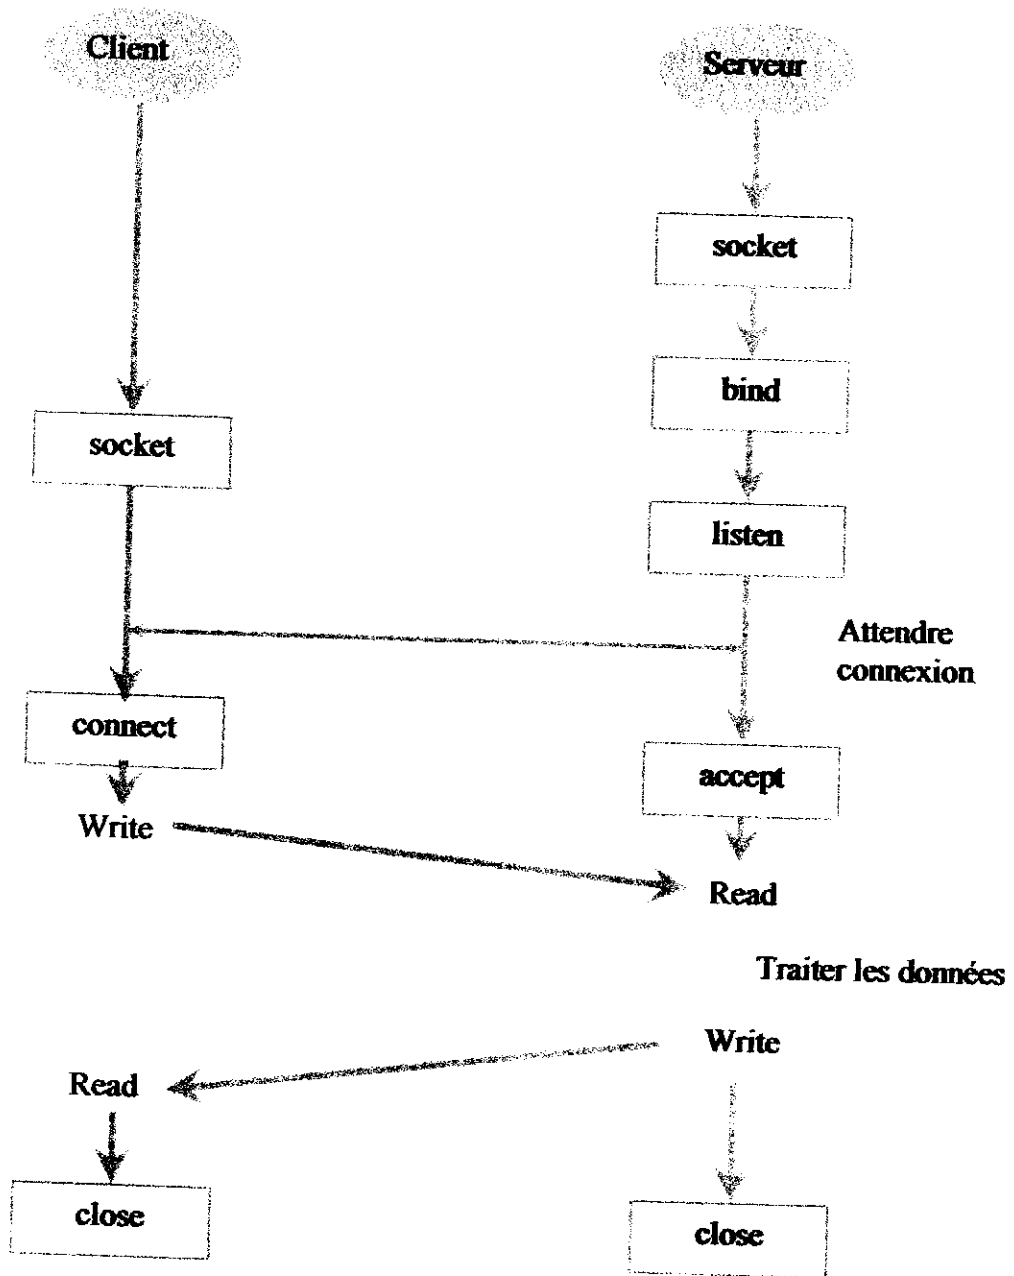 Client
Serveur
socket
bind
socket
listen
Attendre
connexion
connect
accept
Write
Read
Traiter les données
Write
Read
close
close